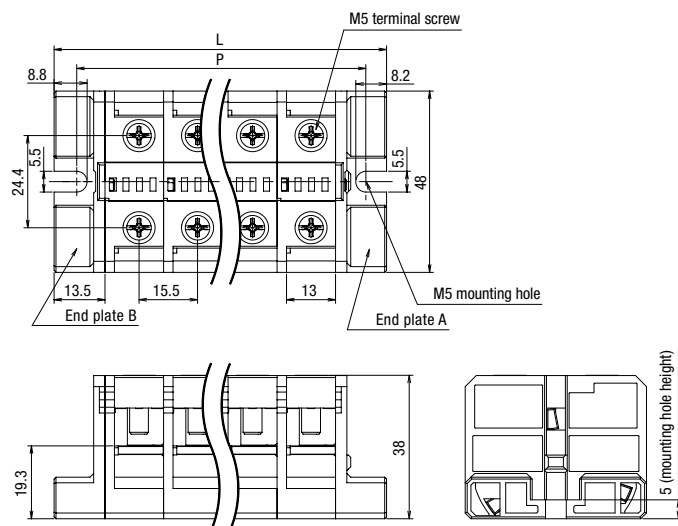 M5 terminal screw
L
P
8.8
8.2
5.5
24.4
5.5
48
13.5
15.5
13
M5 mounting hole
End plate B
End plate A
19.3
38
5 (mounting hole height)